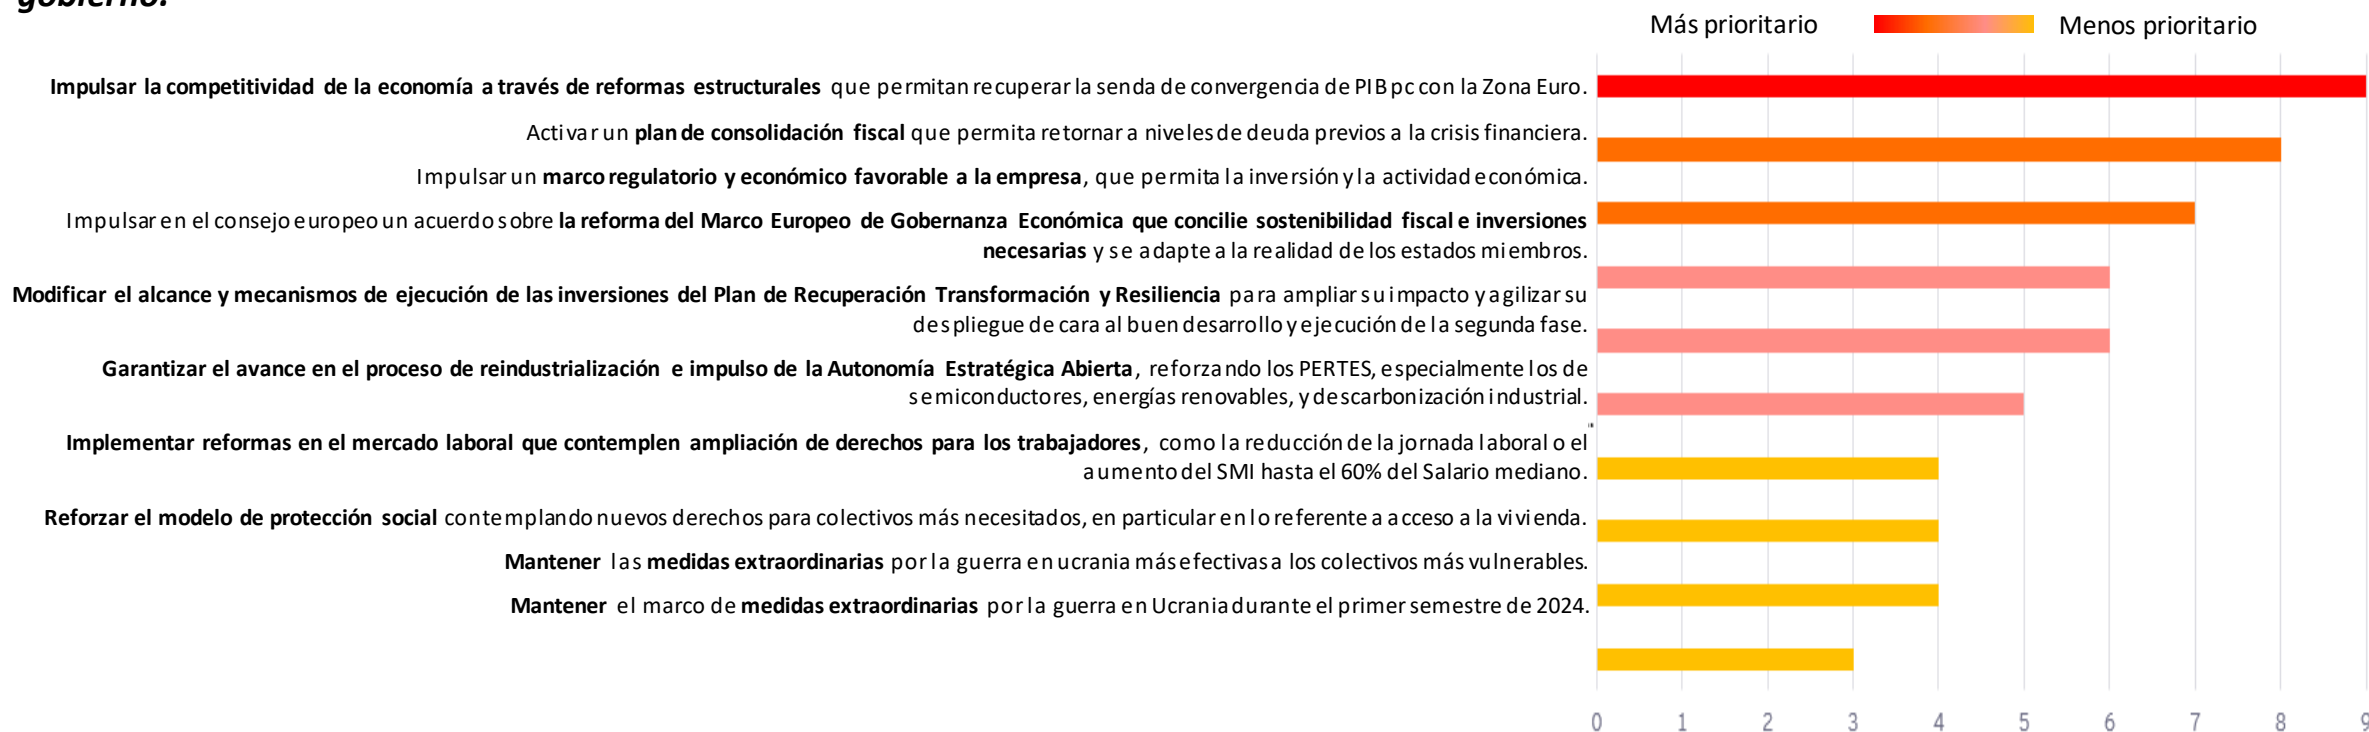 gobierno.
Más prioritario Menos prioritario
Impulsar la competitividad de la economía a través de reformas estructurales que permitan recuperar la senda de convergencia de PIB pc con la Zona Euro.
Activar un plan de consolidación fiscal que permita retornar a niveles de deuda previos a la crisis financiera.
Impulsar un marco regulatorio y económico favorable a la empresa, que permita la inversión y la actividad económica.
Impulsar en el consejo europeo un acuerdo sobre la reforma del Marco Europeo de Gobernanza Económica que concilie sostenibilidad fiscal e inversiones
necesarias y se adapte a la realidad de los estados miembros.
Modificar el alcance y mecanismos de ejecución de las inversiones del Plan de Recuperación Transformación y Resiliencia para ampliar su impacto y agilizar su
despliegue de cara al buen desarrollo y ejecución de la segunda fase.
Garantizar el avance en el proceso de reindustrialización e impulso de la Autonomía Estratégica Abierta, reforzando los PERTES, especialmente los de
semiconductores, energías renovables, y descarbonización industrial.
Implementar reformas en el mercado laboral que contemplen ampliación de derechos para los trabajadores, como la reducción de la jornada laboral o el
aumento del SMI hasta el 60% del Salario mediano.
Reforzar el modelo de protección social contemplando nuevos derechos para colectivos más necesitados, en particular en lo referente a acceso a la vivienda.
Mantener las medidas extraordinarias por la guerra en ucrania más efectivas a los colectivos más vulnerables.
Mantener el marco de medidas extraordinarias por la guerra en Ucrania durante el primer semestre de 2024.
0 1 2 3 4 5 6 7 8 9